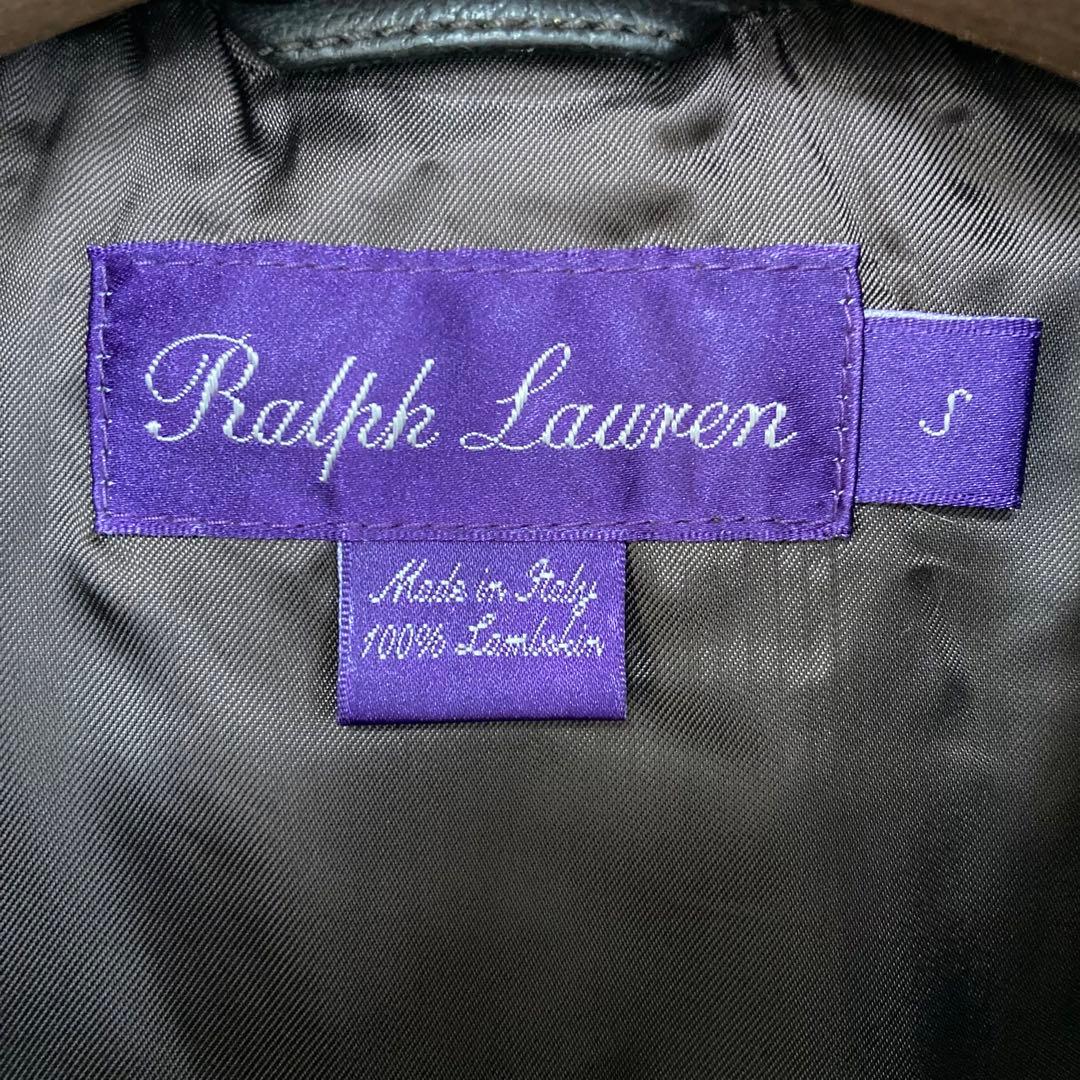 Ralph Lauren
S
Made in Italy
100% Lambskin